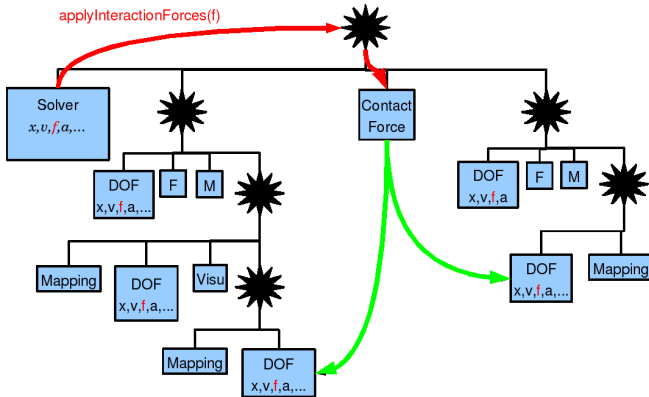 applyInteractionForces(f)
Solver
x,v,f,a,...
Contact
Force
DOF
x,v,f,a,...
F
M
DOF
x,v,f,a
F
M
Mapping
DOF
x,v,f,a,...
Visu
DOF
x,v,f,a,...
Mapping
Mapping
DOF
x,v,f,a,...